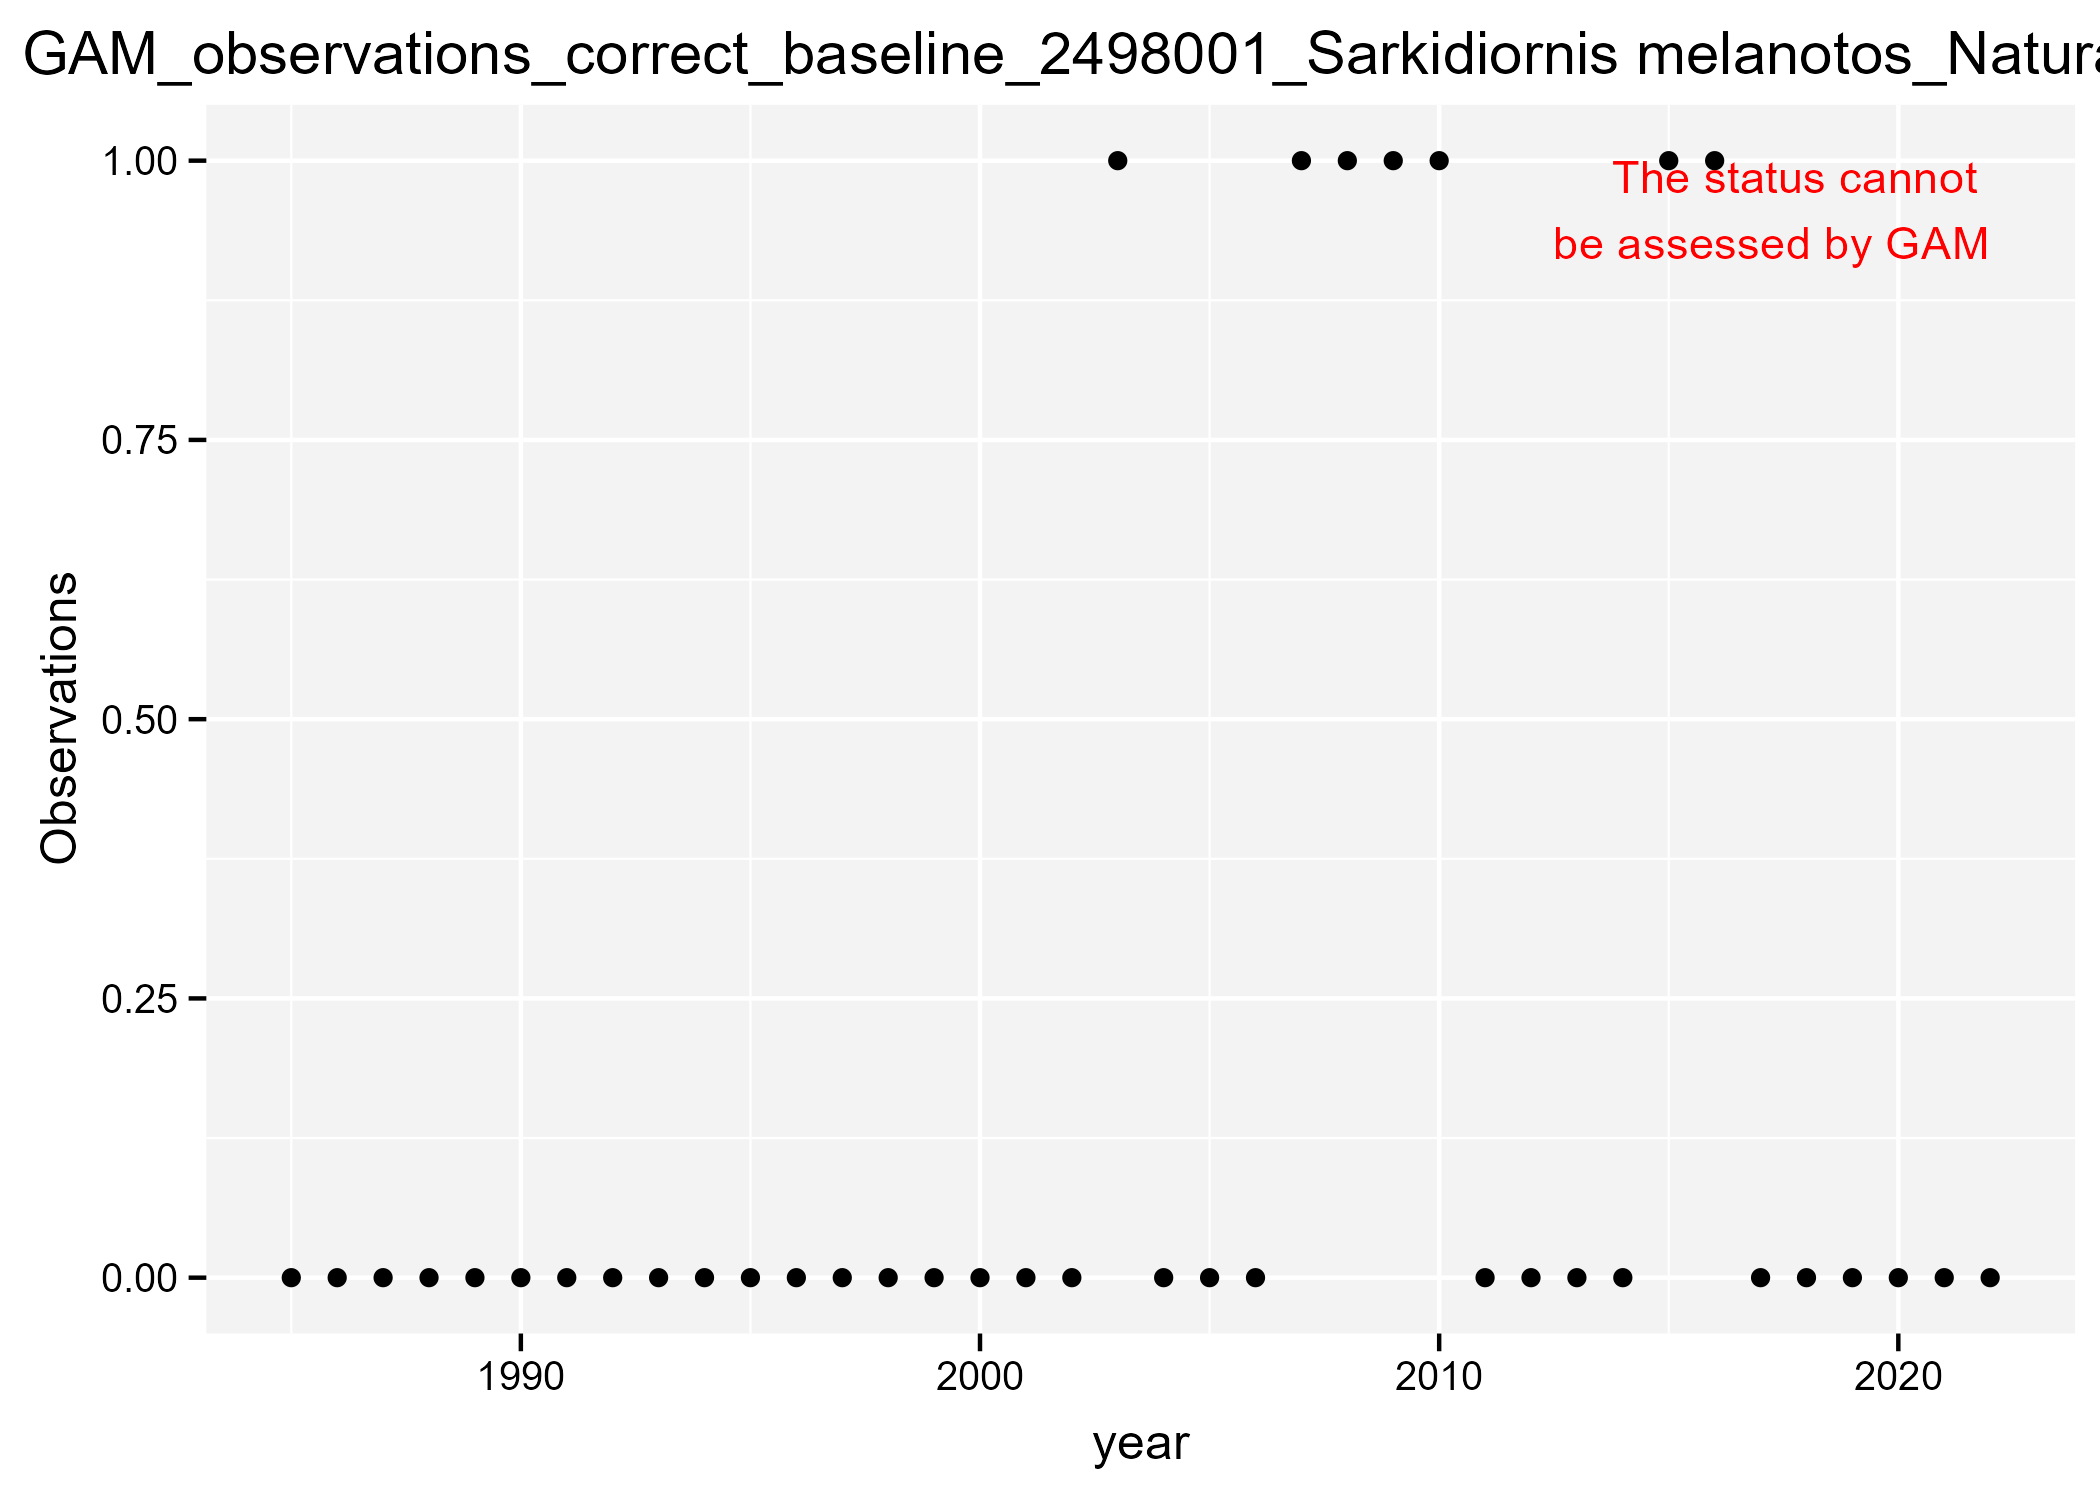 GAM_observations_correct_baseline_2498001_Sarkidiornis melanotos_Natura
1.00
The status cannot
be assessed by GAM
0.75
0.50
Observations
0.25
0.00
1990 2000 2010 2020
year